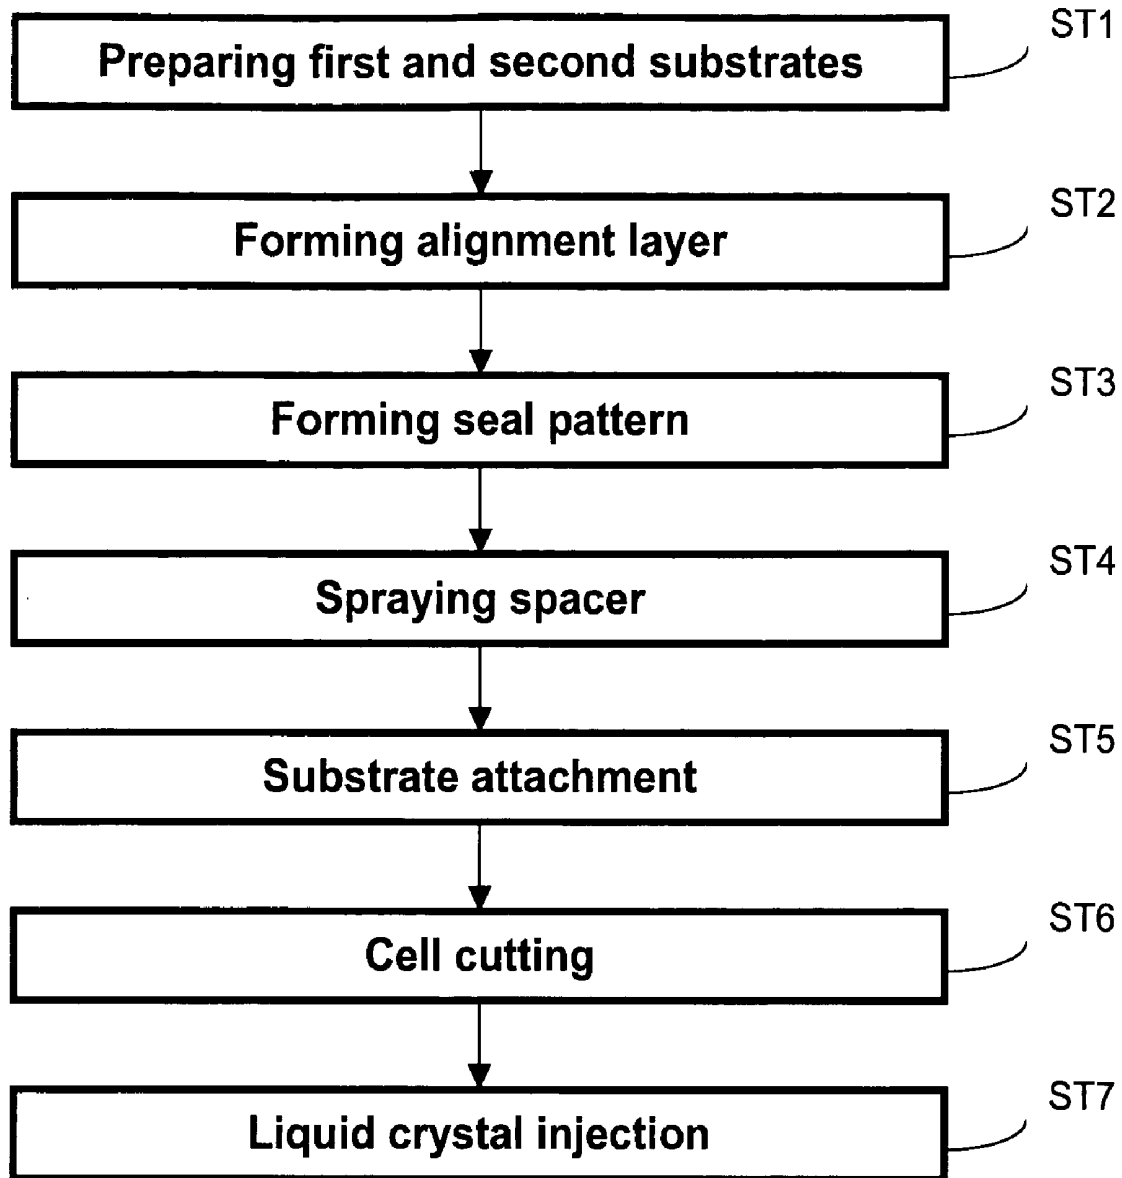 ST1
Preparing first and second substrates
ST2
Forming alignment layer
ST3
Forming seal pattern
ST4
Spraying spacer
ST5
Substrate attachment
ST6
Cell cutting
ST7
Liquid crystal injection